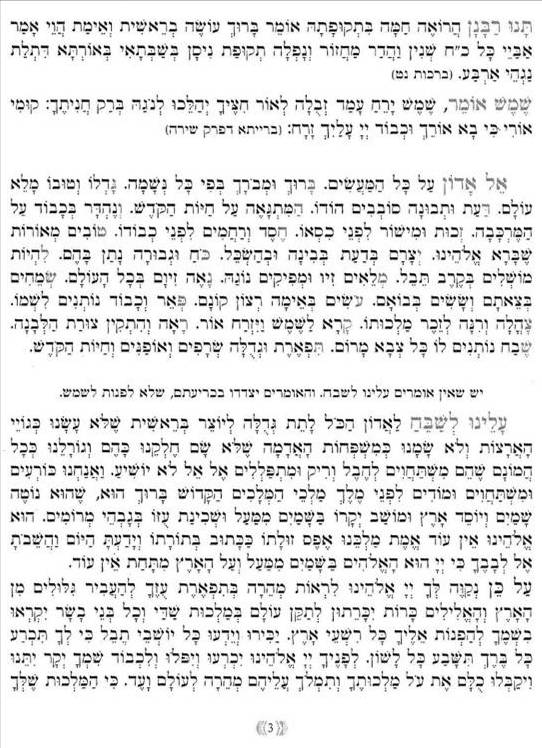 תָּנוּ רַבָּנָן הָרוֹאֶה חַמָּה בִּתְקוּפָתָהּ אוֹמֵר בָּרוּךְ עוֹשֶׂה בְרֵאשִׁית וְאֵימַת הֲוֵי אָמַר
אַבַּיֵי כָּל כ״ח שְׁנִין וַהֲדַר מַחֲזוֹר וְנָפְלָה תְּקוּפַת נִיסָן בְּשַׁבְּתָאִי בְּאוֹרְתָּא דִּתְלַת
נַגְהֵי אַרְבַּע. (ברכות נט)
שֶׁמֶשׁ אוֹמֵר, שֶׁמֶשׁ יָרֵחַ עָמַד זְבֻלָה לְאוֹר חִצֶּיךָ יְהַלֵּכוּ לְנֹגַהּ בְּרַק חֲנִיתֶךָ: קוּמִי
אוֹרִי כִּי בָא אוֹרֵךְ וּכְבוֹד יְיָ עָלַיִךְ זָרָח: (ברייתא דפרק שירה)
אֵל אָדוֹן עַל כָּל הַמַּעֲשִׂים. בָּרוּךְ וּמְבֹרָךְ בְּפִי כָּל נְשָׁמָה. גָּדְלוֹ וְטוּבוֹ מָלֵא
עוֹלָם. דַּעַת וּתְבוּנָה סוֹבְבִים הוֹדוֹ. הַמִּתְגָּאֶה עַל חַיּוֹת הַקֹּדֶשׁ. וְנֶהְדָּר בְּכָבוֹד עַל
הַמֶּרְכָּבָה. זְכוּת וּמִישׁוֹר לִפְנֵי כִסְאוֹ. חֶסֶד וְרַחֲמִים לִפְנֵי כְבוֹדוֹ. טוֹבִים מְאוֹרוֹת
שֶׁבָּרָא אֱלֹהֵינוּ. יְצָרָם בְּדַעַת בְּבִינָה וּבְהַשְׂכֵּל. כֹּחַ וּגְבוּרָה נָתַן בָּהֶם. לִהְיוֹת
מוֹשְׁלִים בְּקֶרֶב תֵּבֵל. מְלֵאִים זִיו וּמְפִיקִים נוֹגַהּ. נָאֶה זִיוָם בְּכָל הָעוֹלָם. שְׂמֵחִים
בְּצֵאתָם וְשָׂשִׂים בְּבוֹאָם. עֹשִׂים בְּאֵימָה רְצוֹן קוֹנָם. פְּאֵר וְכָבוֹד נוֹתְנִים לִשְׁמוֹ.
צָהֳלָה וְרִנָּה לְזֵכֶר מַלְכוּתוֹ. קָרָא לַשֶּׁמֶשׁ וַיִּזְרַח אוֹר. רָאָה וְהִתְקִין צוּרַת הַלְּבָנָה.
שֶׁבַח נוֹתְנִים לוֹ כָּל צְבָא מָרוֹם. תִּפְאֶרֶת וּגְדֻלָּה שְׂרָפִים וְאוֹפַנִּים וְחַיּוֹת הַקֹּדֶשׁ.
יש שאין אומרים עלינו לשבח. והאומרים יצדדו בכריעתם, שלא לפנות לשמש.
עָלֵינוּ לְשַׁבֵּחַ לַאֲדוֹן הַכֹּל לָתֵת גְּדֻלָּה לְיוֹצֵר בְּרֵאשִׁית שֶׁלֹּא עָשָׂנוּ כְּגוֹיֵי
הָאֲרָצוֹת וְלֹא שָׂמָנוּ כְּמִשְׁפְּחוֹת הָאֲדָמָה שֶׁלֹּא שָׂם חֶלְקֵנוּ כָּהֶם וְגוֹרָלֵנוּ כְּכָל
הֲמוֹנָם שֶׁהֵם מִשְׁתַּחֲוִים לְהֶבֶל וָרִיק וּמִתְפַּלְלִים אֶל אֵל לֹא יוֹשִׁיעַ. וַאֲנַחְנוּ כּוֹרְעִים
וּמִשְׁתַּחֲוִים וּמוֹדִים לִפְנֵי מֶלֶךְ מַלְכֵי הַמְּלָכִים הַקָּדוֹשׁ בָּרוּךְ הוּא, שֶׁהוּא נוֹטֶה
שָׁמַיִם וְיוֹסֵד אָרֶץ וּמוֹשַׁב יְקָרוֹ בַּשָּׁמַיִם מִמַּעַל וּשְׁכִינַת עֻזּוֹ בְּגָבְהֵי מְרוֹמִים. הוּא
אֱלֹהֵינוּ אֵין עוֹד אֱמֶת מַלְכֵּנוּ אֶפֶס זוּלָתוֹ כַּכָּתוּב בְּתוֹרָתוֹ וְיָדַעְתָּ הַיּוֹם וַהֲשֵׁבֹתָ
אֶל לְבָבֶךָ כִּי יְיָ הוּא הָאֱלֹהִים בַּשָּׁמַיִם מִמַּעַל וְעַל הָאָרֶץ מִתָּחַת אֵין עוֹד.
עַל כֵּן נְקַוֶּה לְּךָ יְיָ אֱלֹהֵינוּ לִרְאוֹת מְהֵרָה בְּתִפְאֶרֶת עֻזֶּךָ לְהַעֲבִיר גִּלּוּלִים מִן
הָאָרֶץ וְהָאֱלִילִים כָּרוֹת יִכָּרֵתוּן לְתַקֵּן עוֹלָם בְּמַלְכוּת שַׁדַּי וְכָל בְּנֵי בָשָׂר יִקְרְאוּ
בִשְׁמֶךָ לְהַפְנוֹת אֵלֶיךָ כָּל רִשְׁעֵי אָרֶץ. יַכִּירוּ וְיֵדְעוּ כָּל יוֹשְׁבֵי תֵבֵל כִּי לְךָ תִּכְרַע
כָּל בֶּרֶךְ תִּשָּׁבַע כָּל לָשׁוֹן. לְפָנֶיךָ יְיָ אֱלֹהֵינוּ יִכְרְעוּ וְיִפֹּלוּ וְלִכְבוֹד שִׁמְךָ יְקָר יִתֵּנוּ
וִיקַבְּלוּ כֻלָּם אֶת עֹל מַלְכוּתֶךָ וְתִמְלֹךְ עֲלֵיהֶם מְהֵרָה לְעוֹלָם וָעֶד. כִּי הַמַּלְכוּת שֶׁלְּךָ
3